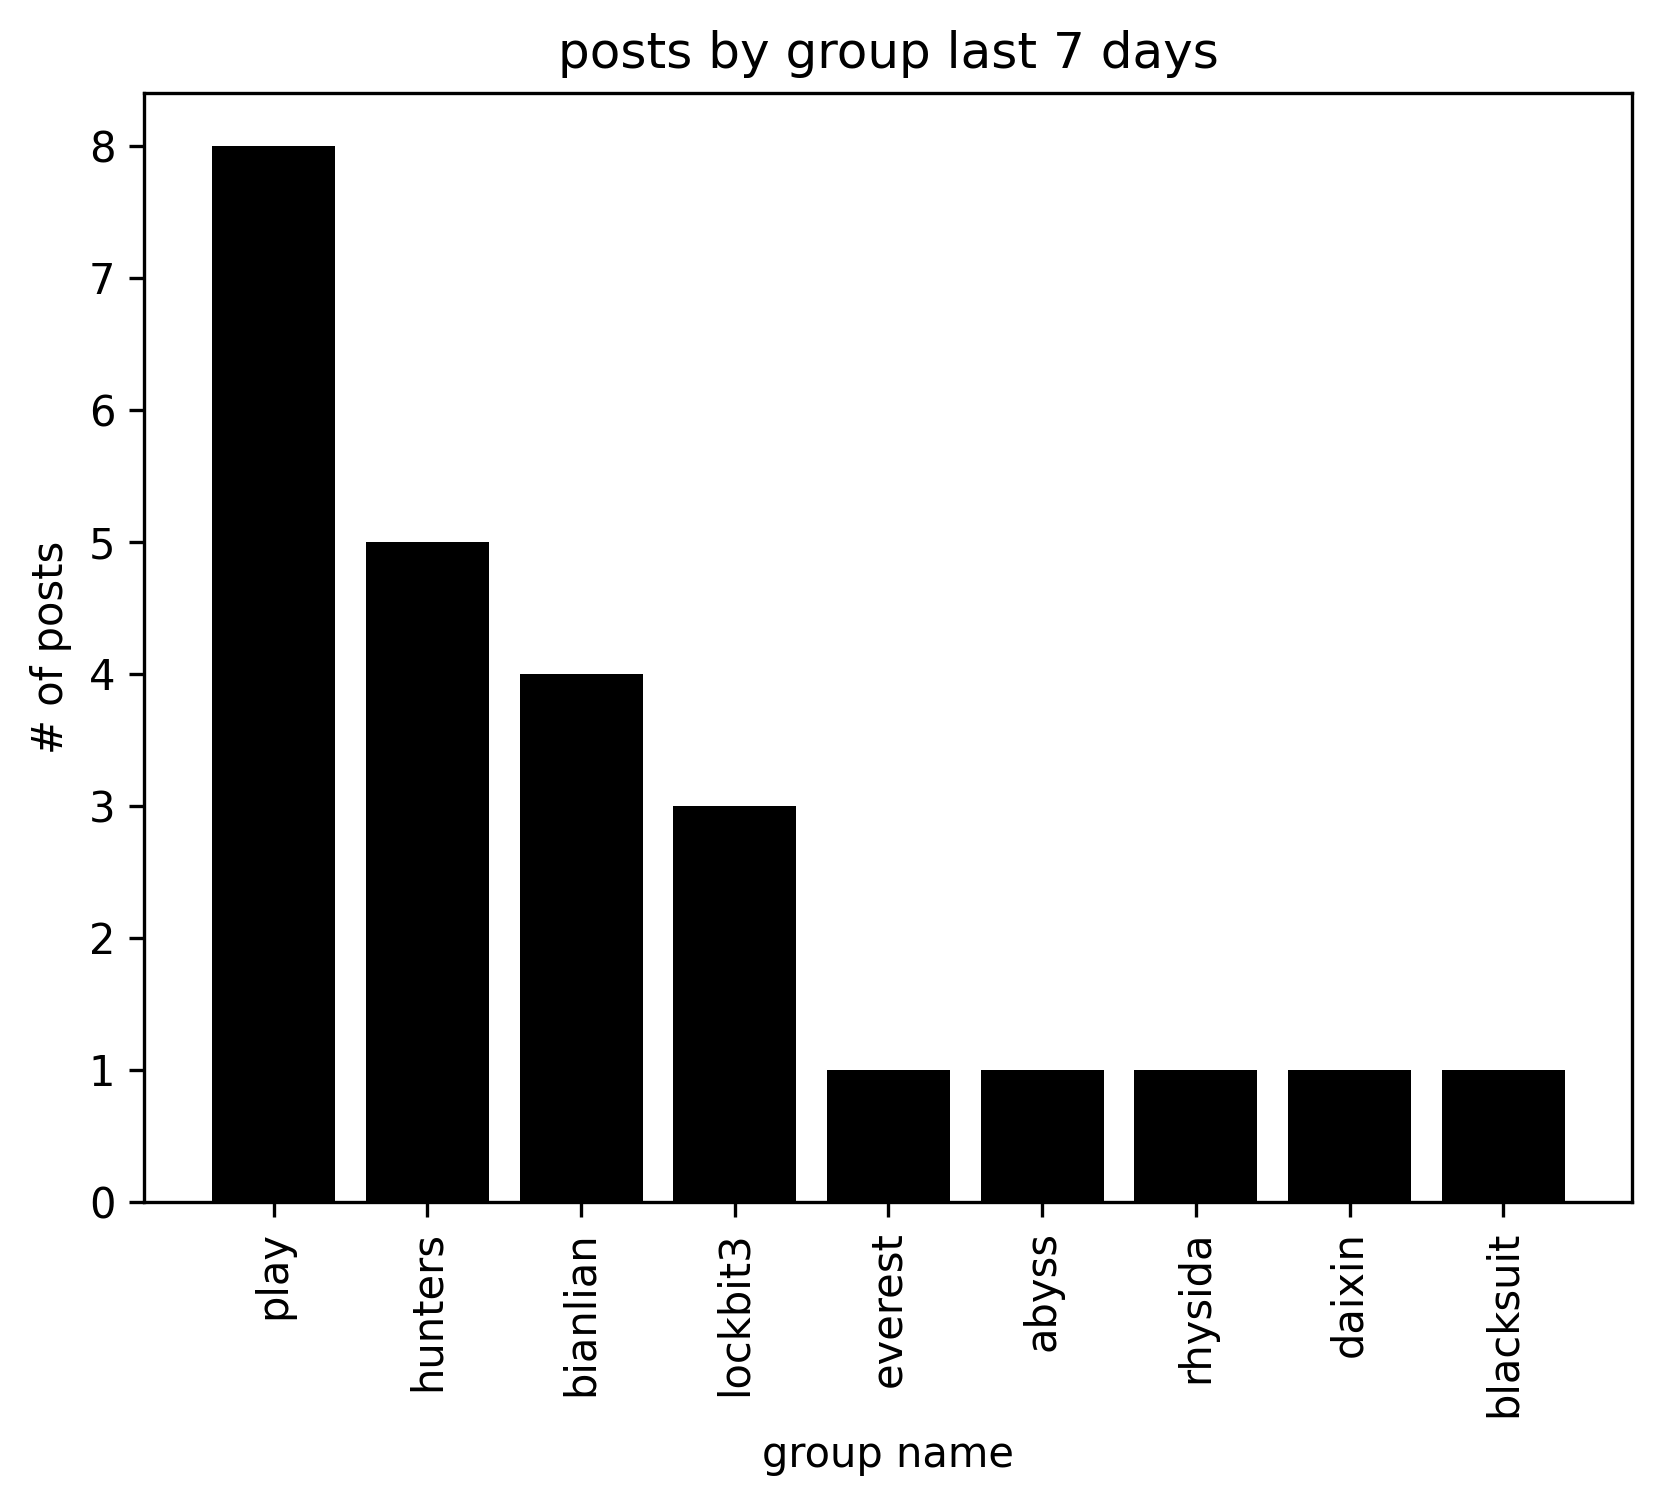 posts by group last 7 days
# of posts
8
7
6
5
4
3
2
1
0
play
hunters
bianlian
lockbit3
everest
abyss
rhysida
daixin
blacksuit
group name